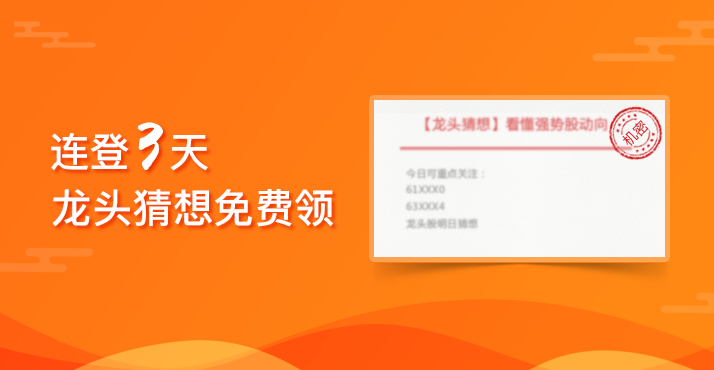 连登3天
龙头猜想免费领
【龙头猜想】看懂强势股动向
机密
今日可重点关注：
61XXX0
63XXX4
龙头股明日猜想